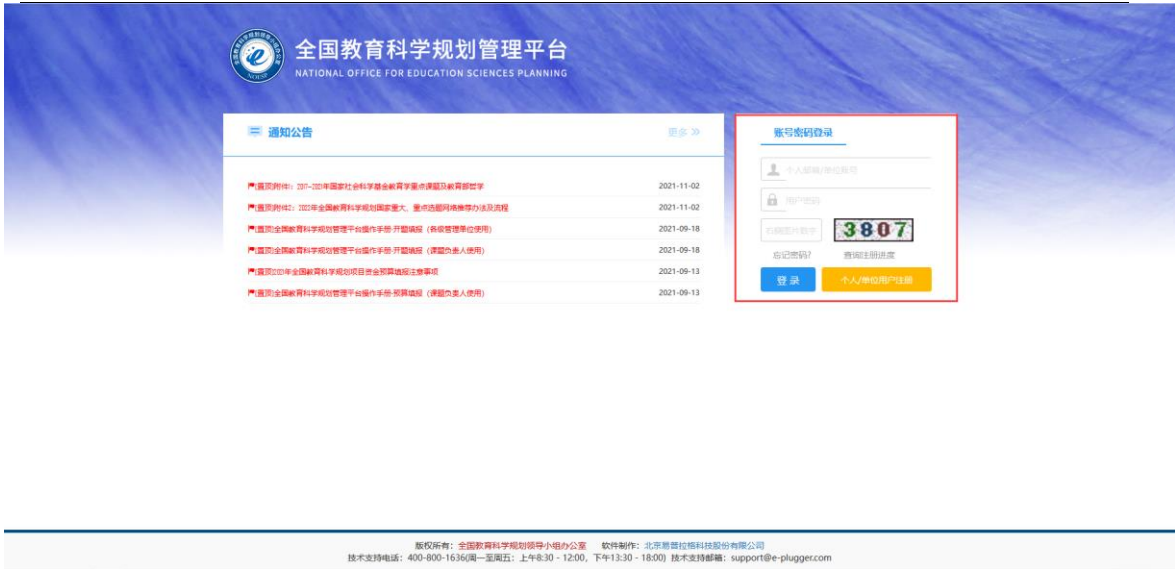 全国教育科学规划管理平台
NATIONAL OFFICE FOR EDUCATION SCIENCES PLANNING
通知公告
更多
[置顶]附件1：2017-2021年国家社会科学基金教育学重点课题及教育部哲学
2021-11-02
[置顶]附件2：2022年全国教育科学规划国家重大、重点选题网络推荐办法及流程
2021-11-02
[置顶]全国教育科学规划管理平台操作手册-开题填报（各级管理单位使用）
2021-09-18
[置顶]全国教育科学规划管理平台操作手册-开题填报（课题负责人使用）
2021-09-18
[置顶]2021年全国教育科学规划项目资金预算填报注意事项
2021-09-13
[置顶]全国教育科学规划管理平台操作手册-预算填报（课题负责人使用）
2021-09-13
账号密码登录
个人邮箱/单位账号
用户密码
右侧图片数字
3807
忘记密码?
查询注册进度
登 录
个人/单位用户注册
版权所有：全国教育科学规划领导小组办公室 软件制作：北京易普拉格科技股份有限公司
技术支持电话：400-800-1636(周一至周五：上午8:30 - 12:00，下午13:30 - 18:00) 技术支持邮箱：support@e-plugger.com